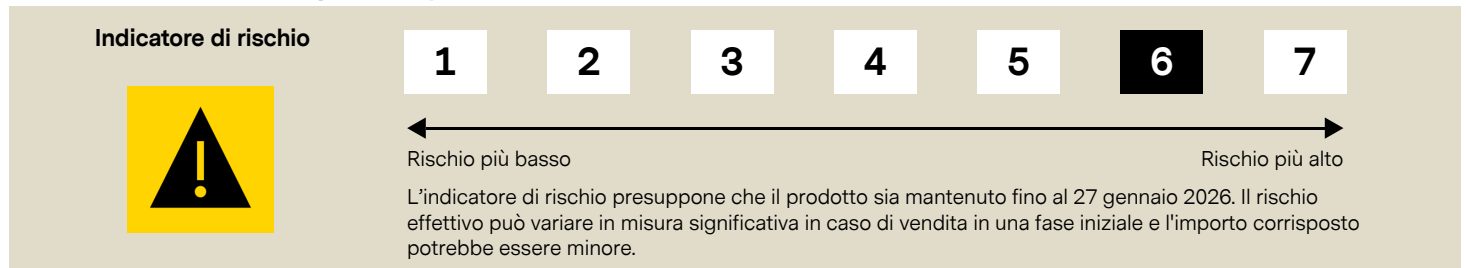 Indicatore di rischio
1 2 3 4 5 6 7
Rischio più basso Rischio più alto
L'indicatore di rischio presuppone che il prodotto sia mantenuto fino al 27 gennaio 2026. Il rischio
effettivo può variare in misura significativa in caso di vendita in una fase iniziale e l'importo corrisposto
potrebbe essere minore.